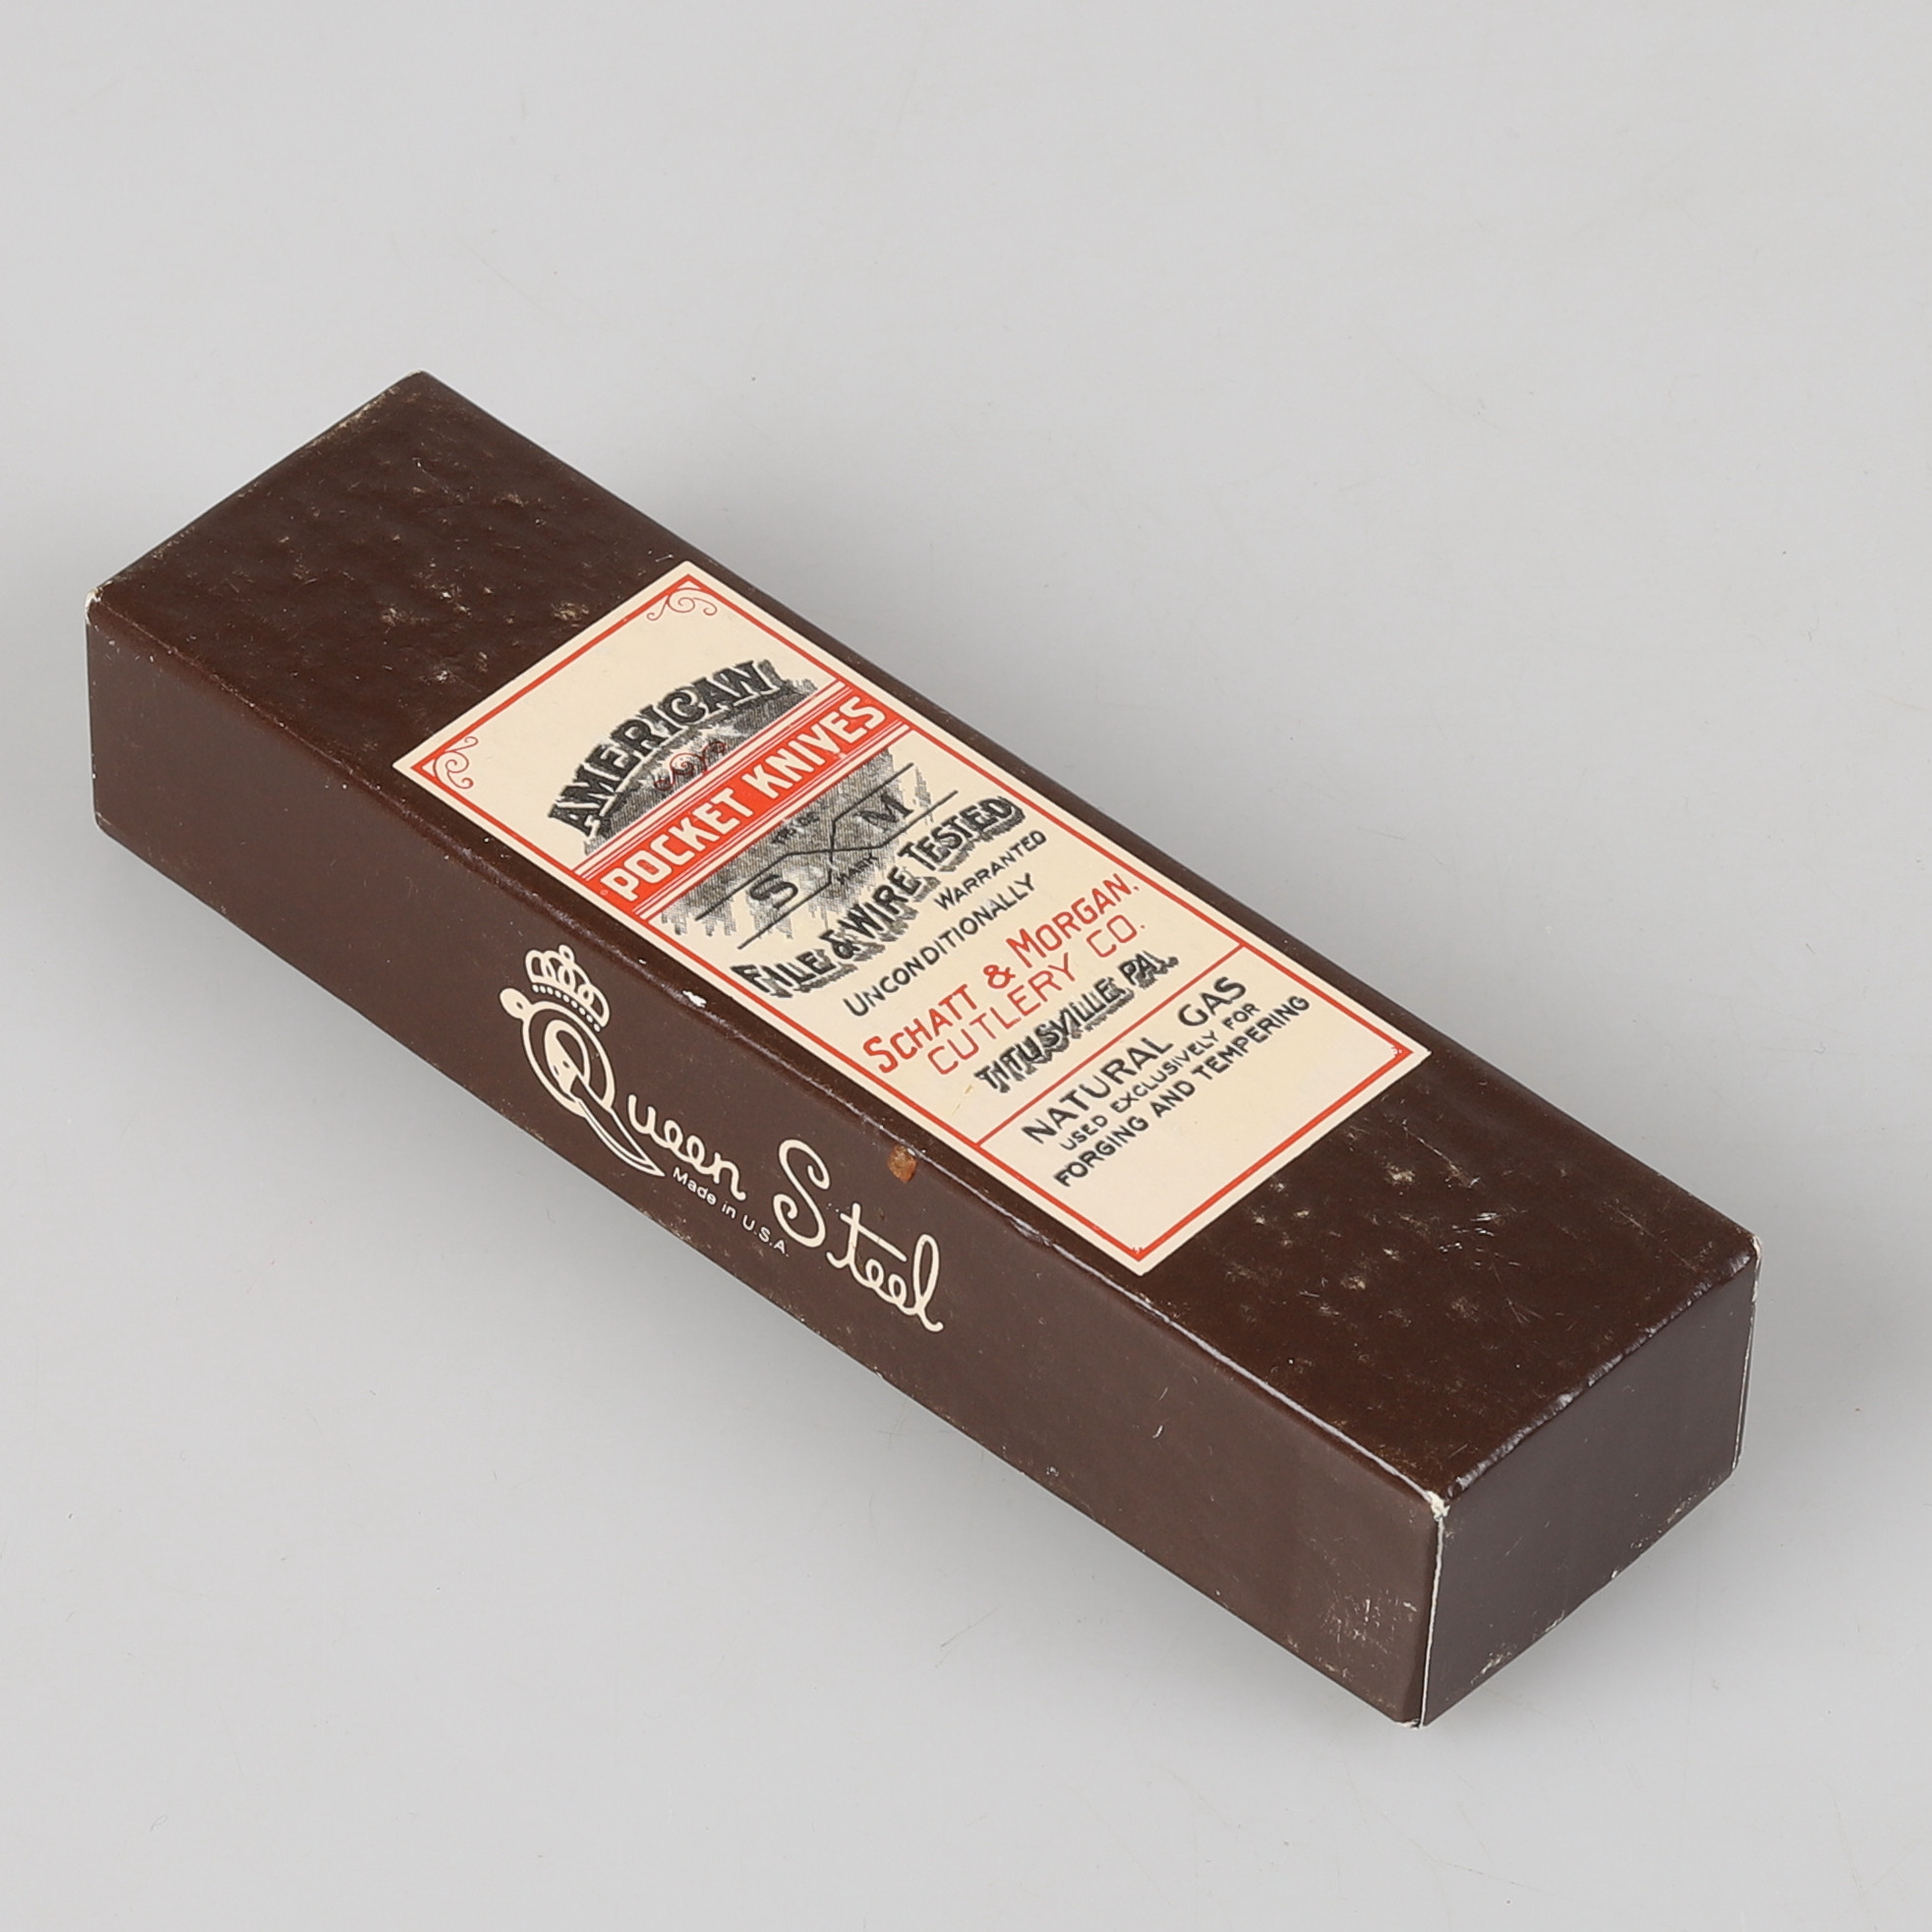 AMERICAN
POCKET KNIVES
TRADE
S M
MARK
FILE & WIRE TESTED
WARRANTED
UNCONDITIONALLY
SCHATT & MORGAN.
CUTLERY CO.
TITUSVILLE, PA.
NATURAL GAS
USED EXCLUSIVELY FOR
FORGING AND TEMPERING
Queen Steel
Made in U.S.A.